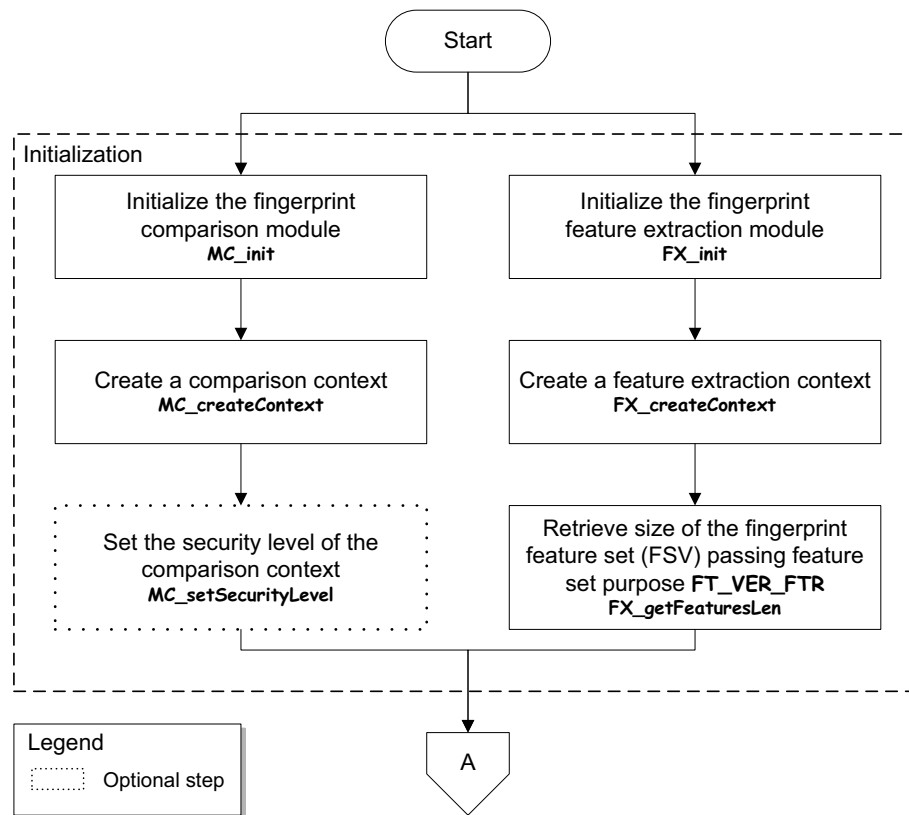 Start
Initialization
Initialize the fingerprint
comparison module
MC_init
Initialize the fingerprint
feature extraction module
FX_init
Create a comparison context
MC_createContext
Create a feature extraction context
FX_createContext
Set the security level of the
comparison context
MC_setSecurityLevel
Retrieve size of the fingerprint
feature set (FSV) passing feature
set purpose FT_VER_FTR
FX_getFeaturesLen
Legend
Optional step
A